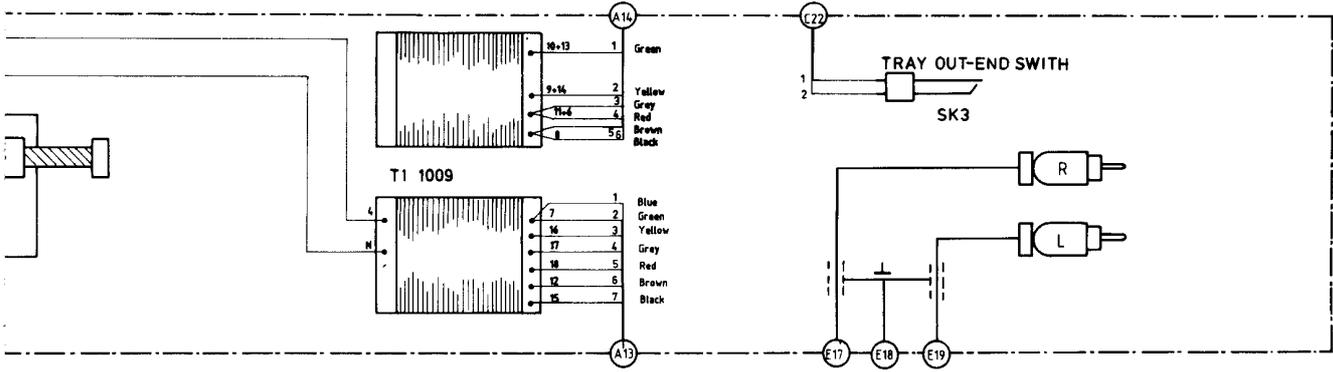 A14
C22
10+13 1 Green
9+14 2 Yellow
3 Grey
11+6 4 Red
5 Brown
8 6 Black
TRAY OUT-END SWITH
1
2
SK3
T1 1009
R
1 Blue
4 7 2 Green
16 3 Yellow
N 17 4 Grey
18 5 Red
12 6 Brown
15 7 Black
L
A13
E17
E18
E19